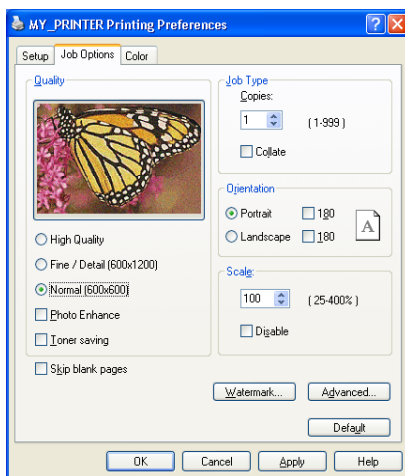 MY_PRINTER Printing Preferences
Setup
Job Options
Color
Quality
High Quality
Fine / Detail (600x1200)
Normal (600x600)
Photo Enhance
Toner saving
Skip blank pages
Job Type
Copies:
1 (1-999)
Collate
Orientation
Portrait 180
Landscape 180
A
Scale:
100 (25-400%)
Disable
Watermark... Advanced...
Default
OK Cancel Apply Help